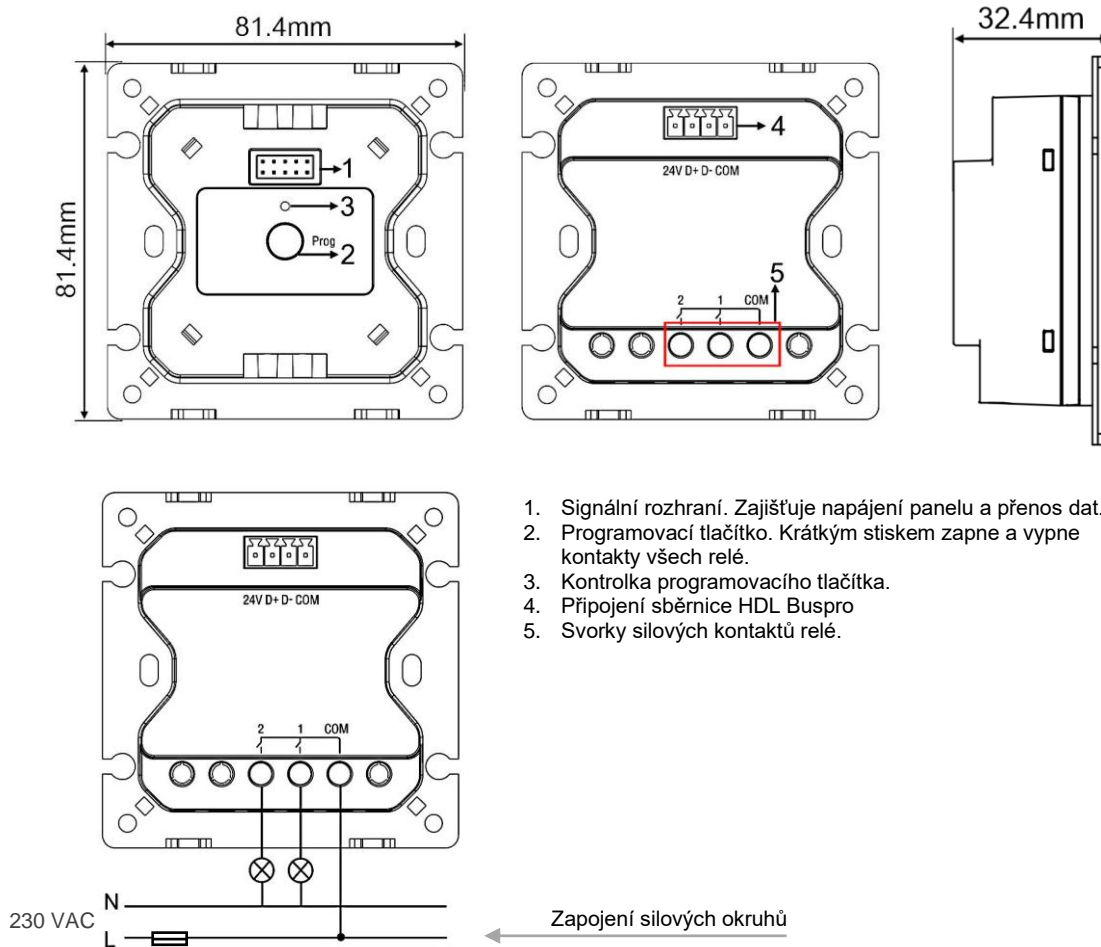 81.4mm
32.4mm
81.4mm
1
3
Prog
2
4
24V D+ D- COM
5
2 1 COM
1. Signální rozhraní. Zajišťuje napájení panelu a přenos dat.
2. Programovací tlačítko. Krátkým stiskem zapne a vypne
kontakty všech relé.
3. Kontrolka programovacího tlačítka.
4. Připojení sběrnice HDL Buspro
5. Svorky silových kontaktů relé.
24V D+ D- COM
2 1 COM
N
230 VAC
L
Zapojení silových okruhů